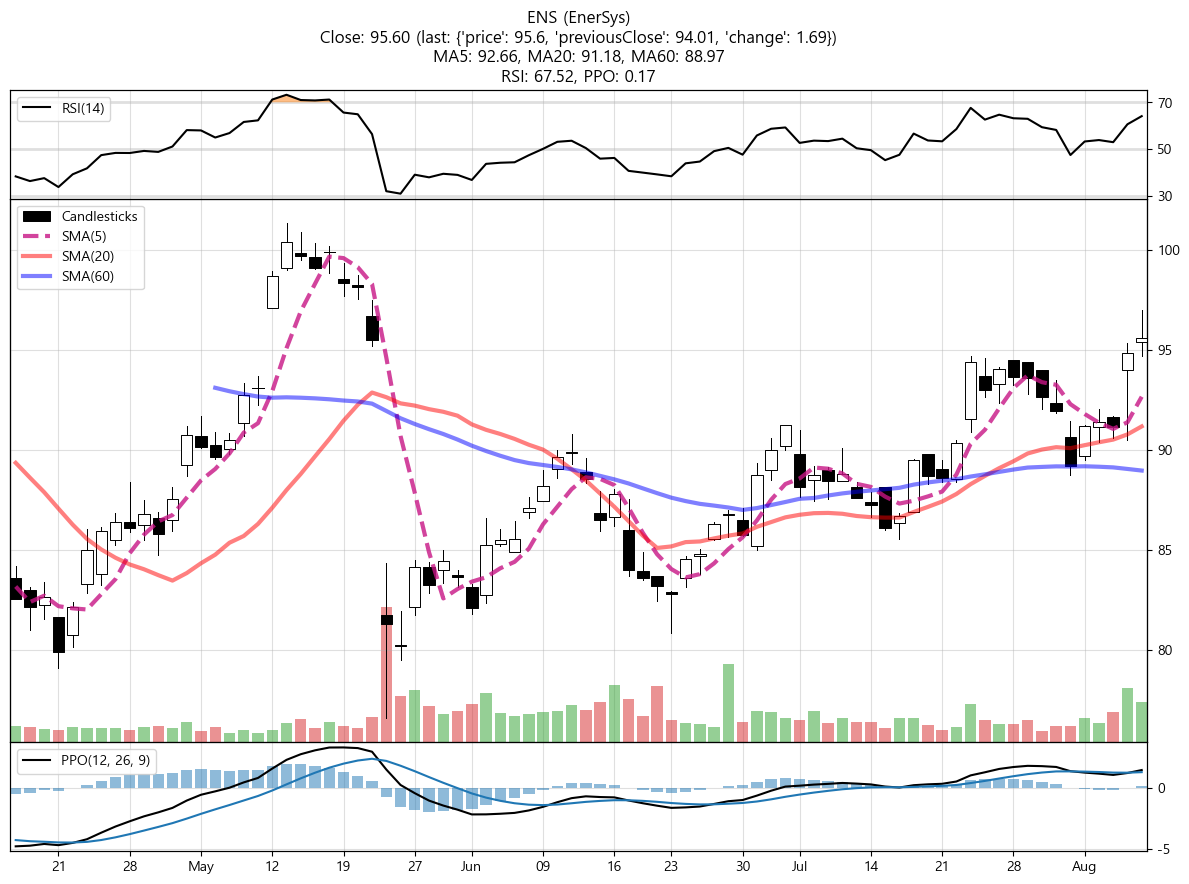 ENS (EnerSys)
Close: 95.60 (last: {'price': 95.6, 'previousClose': 94.01, 'change': 1.69})
MA5: 92.66, MA20: 91.18, MA60: 88.97
RSI: 67.52, PPO: 0.17
RSI(14)
70
50
30
Candlesticks
SMA(5)
SMA(20)
SMA(60)
100
95
90
85
80
PPO(12, 26, 9)
0
-5
21 28 May 12 19 27 Jun 09 16 23 30 Jul 14 21 28 Aug